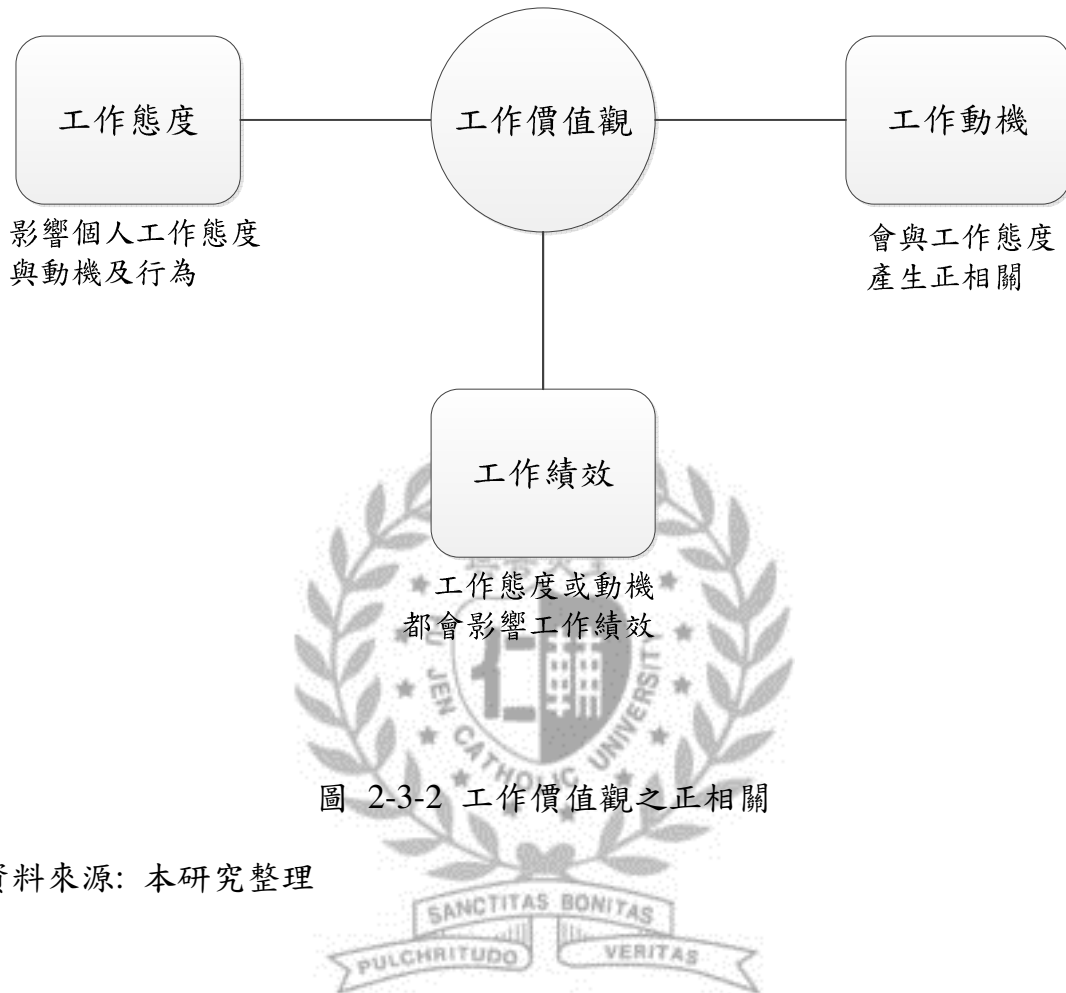 工作態度
工作價值觀
工作動機
影響個人工作態度
與動機及行為
會與工作態度
產生正相關
工作績效
工作態度或動機
都會影響工作績效
JEN CATHOLIC UNIVERSITY
圖 2-3-2 工作價值觀之正相關
資料來源: 本研究整理
SANCTITAS BONITAS
PULCHRITUDO VERITAS